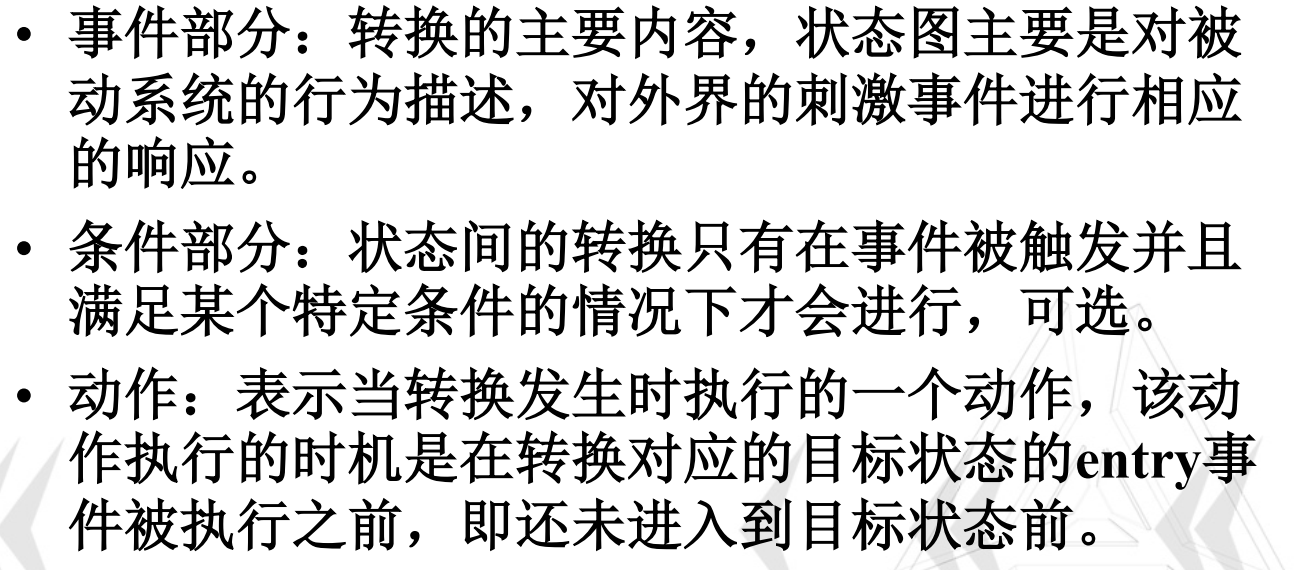 • 事件部分：转换的主要内容，状态图主要是对被
动系统的行为描述，对外界的刺激事件进行相应
的响应。
• 条件部分：状态间的转换只有在事件被触发并且
满足某个特定条件的情况下才会进行，可选。
• 动作：表示当转换发生时执行的一个动作，该动
作执行的时机是在转换对应的目标状态的entry事
件被执行之前，即还未进入到目标状态前。